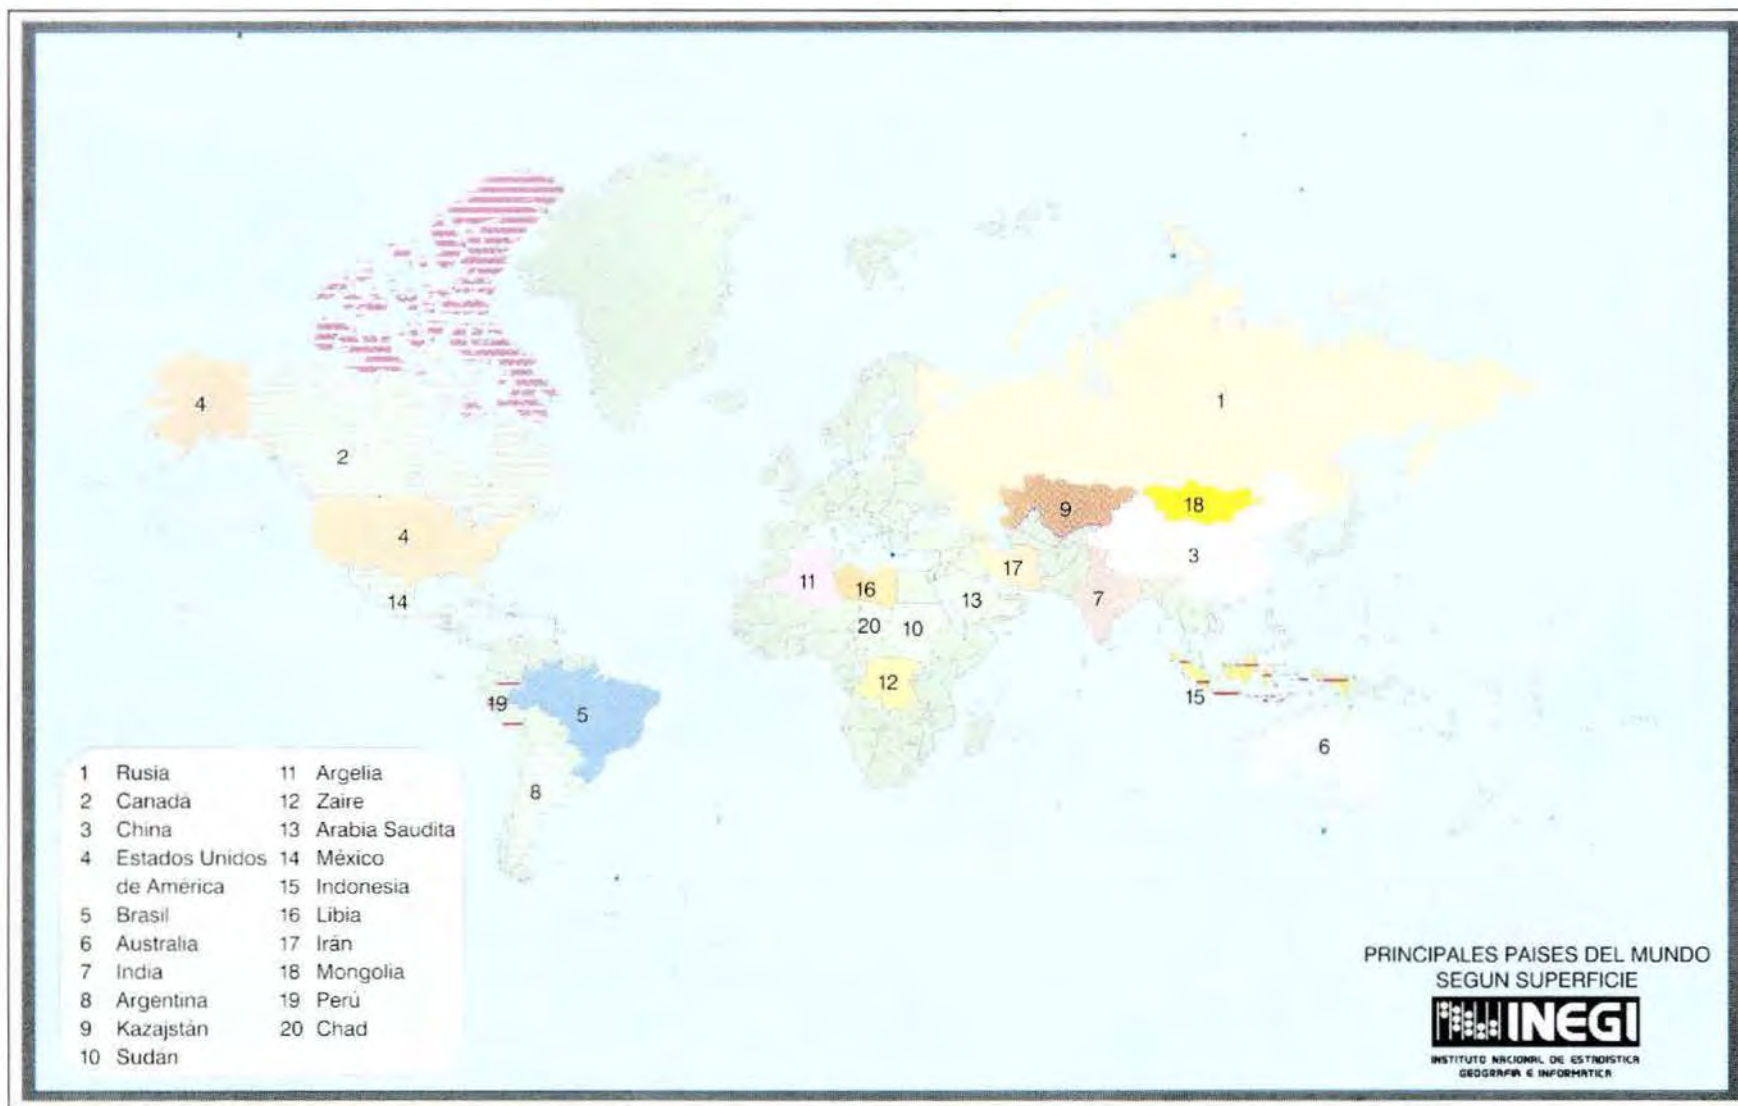 4
2
4
14
19
5
8
11
16
20
10
13
12
17
9
18
1
3
7
15
6
1 Rusia
2 Canadá
3 China
4 Estados Unidos
de América
5 Brasil
6 Australia
7 India
8 Argentina
9 Kazajstán
10 Sudán
11 Argelia
12 Zaire
13 Arabia Saudita
14 México
15 Indonesia
16 Libia
17 Irán
18 Mongolia
19 Perú
20 Chad
PRINCIPALES PAISES DEL MUNDO
SEGUN SUPERFICIE
INEGI
INSTITUTO NACIONAL DE ESTADISTICA
GEOGRAFIA E INFORMATICA